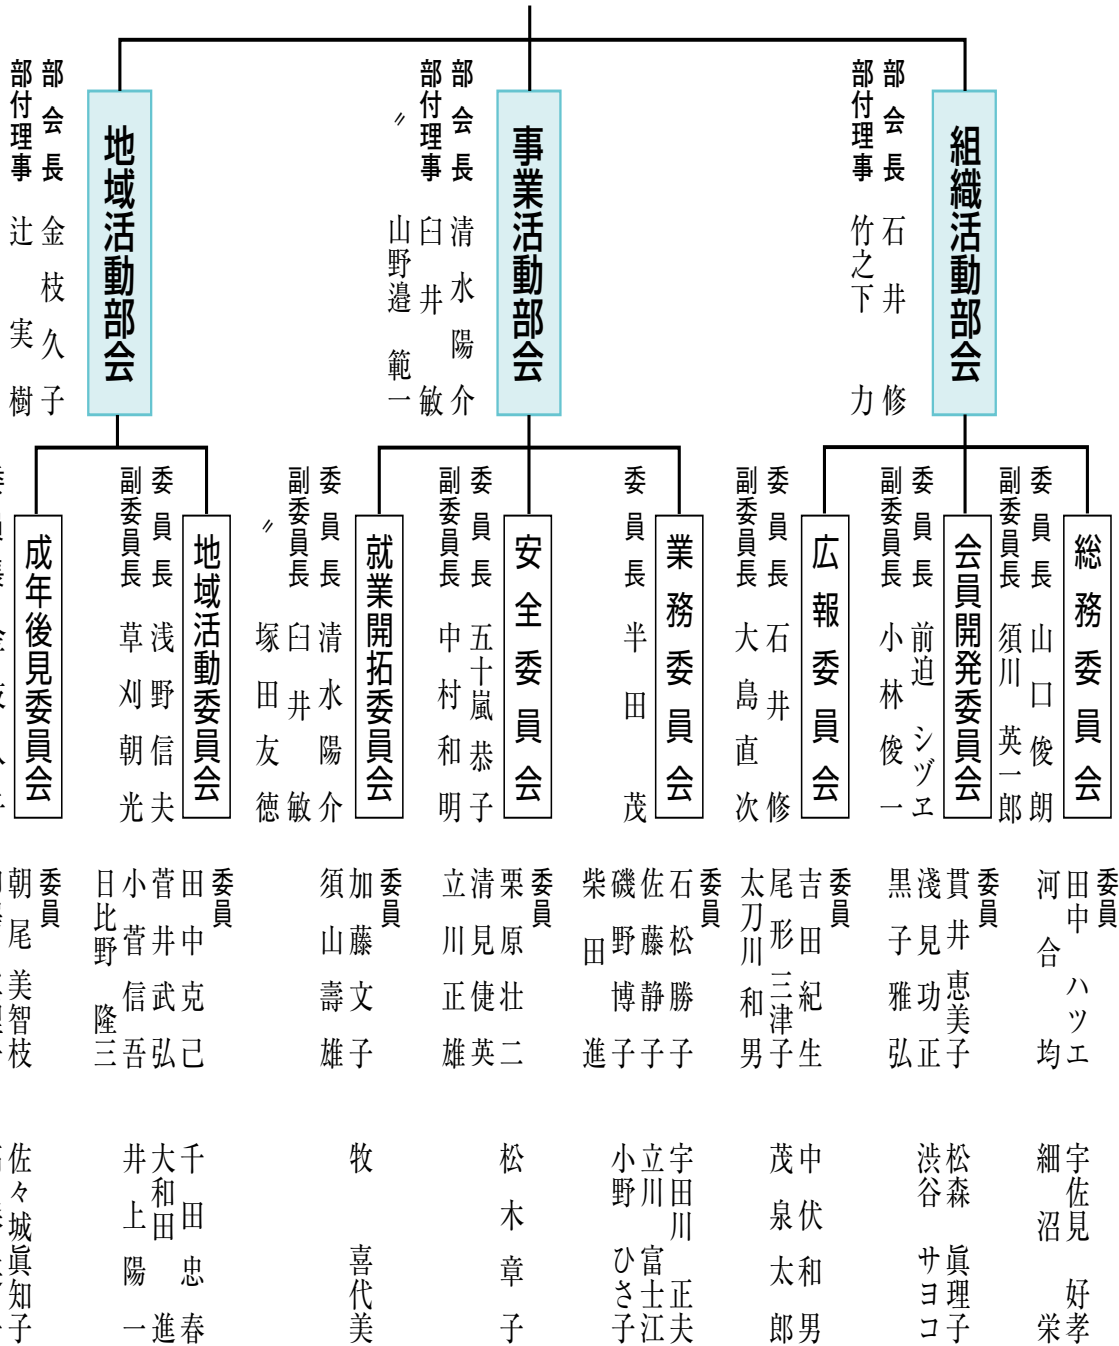 組織活動部会
部会長 石井 修
部付理事 竹之下 力
総務委員会
委員長 山口俊朗
副委員長 須川英一郎
委員
田中ハツエ 宇佐見好孝
河合均 細沼栄
会員開発委員会
委員長 前迫シヅヱ
副委員長 小林俊一
委員
貫井恵美子 松森眞理子
淺見功正 渋谷サヨコ
黒子雅弘
広報委員会
委員長 石井修
副委員長 大島直次
委員
吉田紀生 中伏和男
尾形三津子 茂泉太郎
太刀川和男
事業活動部会
部会長 清水陽介
部付理事 臼井敏
〃 山野邉範一
業務委員会
委員長 半田茂
委員
石松勝子 宇田川正夫
佐藤静子 立川富士江
磯野博子 小野ひさ子
柴田進
安全委員会
委員長 五十嵐恭子
副委員長 中村和明
委員
栗原壮二 松木章子
清見健英
立川正雄
就業開拓委員会
委員長 清水陽介
副委員長 臼井敏
〃 塚田友徳
委員
加藤文子 牧喜代美
須山壽雄
地域活動部会
部会長 金枝久子
部付理事 辻実樹
地域活動委員会
委員長 浅野信夫
副委員長 草刈朝光
委員
田中克己 千田忠春
菅井武弘 大和田進
小菅信吾 井上陽一
日比野隆三
成年後見委員会
委員
朝尾美智枝 佐々城眞知子